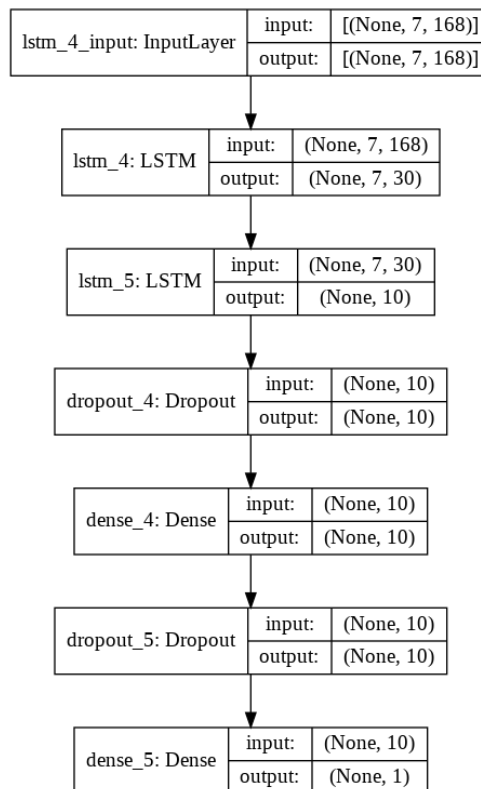 lstm_4_input: InputLayer
input: [(None, 7, 168)]
output: [(None, 7, 168)]
lstm_4: LSTM
input: (None, 7, 168)
output: (None, 7, 30)
lstm_5: LSTM
input: (None, 7, 30)
output: (None, 10)
dropout_4: Dropout
input: (None, 10)
output: (None, 10)
dense_4: Dense
input: (None, 10)
output: (None, 10)
dropout_5: Dropout
input: (None, 10)
output: (None, 10)
dense_5: Dense
input: (None, 10)
output: (None, 1)